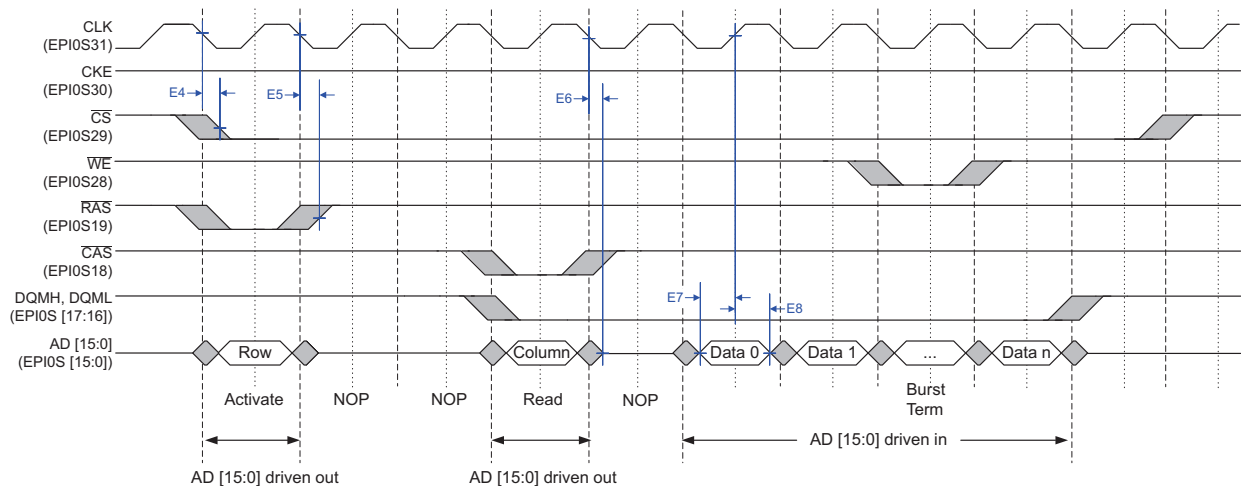 CLK
(EPI0S31)
CKE
(EPI0S30)
E4
E5
E6
CS
(EPI0S29)
WE
(EPI0S28)
RAS
(EPI0S19)
CAS
(EPI0S18)
DQMH, DQML
(EPI0S [17:16])
E7
E8
AD [15:0]
(EPI0S [15:0])
Row
Column
Data 0
Data 1
...
Data n
Activate
NOP
NOP
Read
NOP
Burst
Term
AD [15:0] driven in
AD [15:0] driven out
AD [15:0] driven out